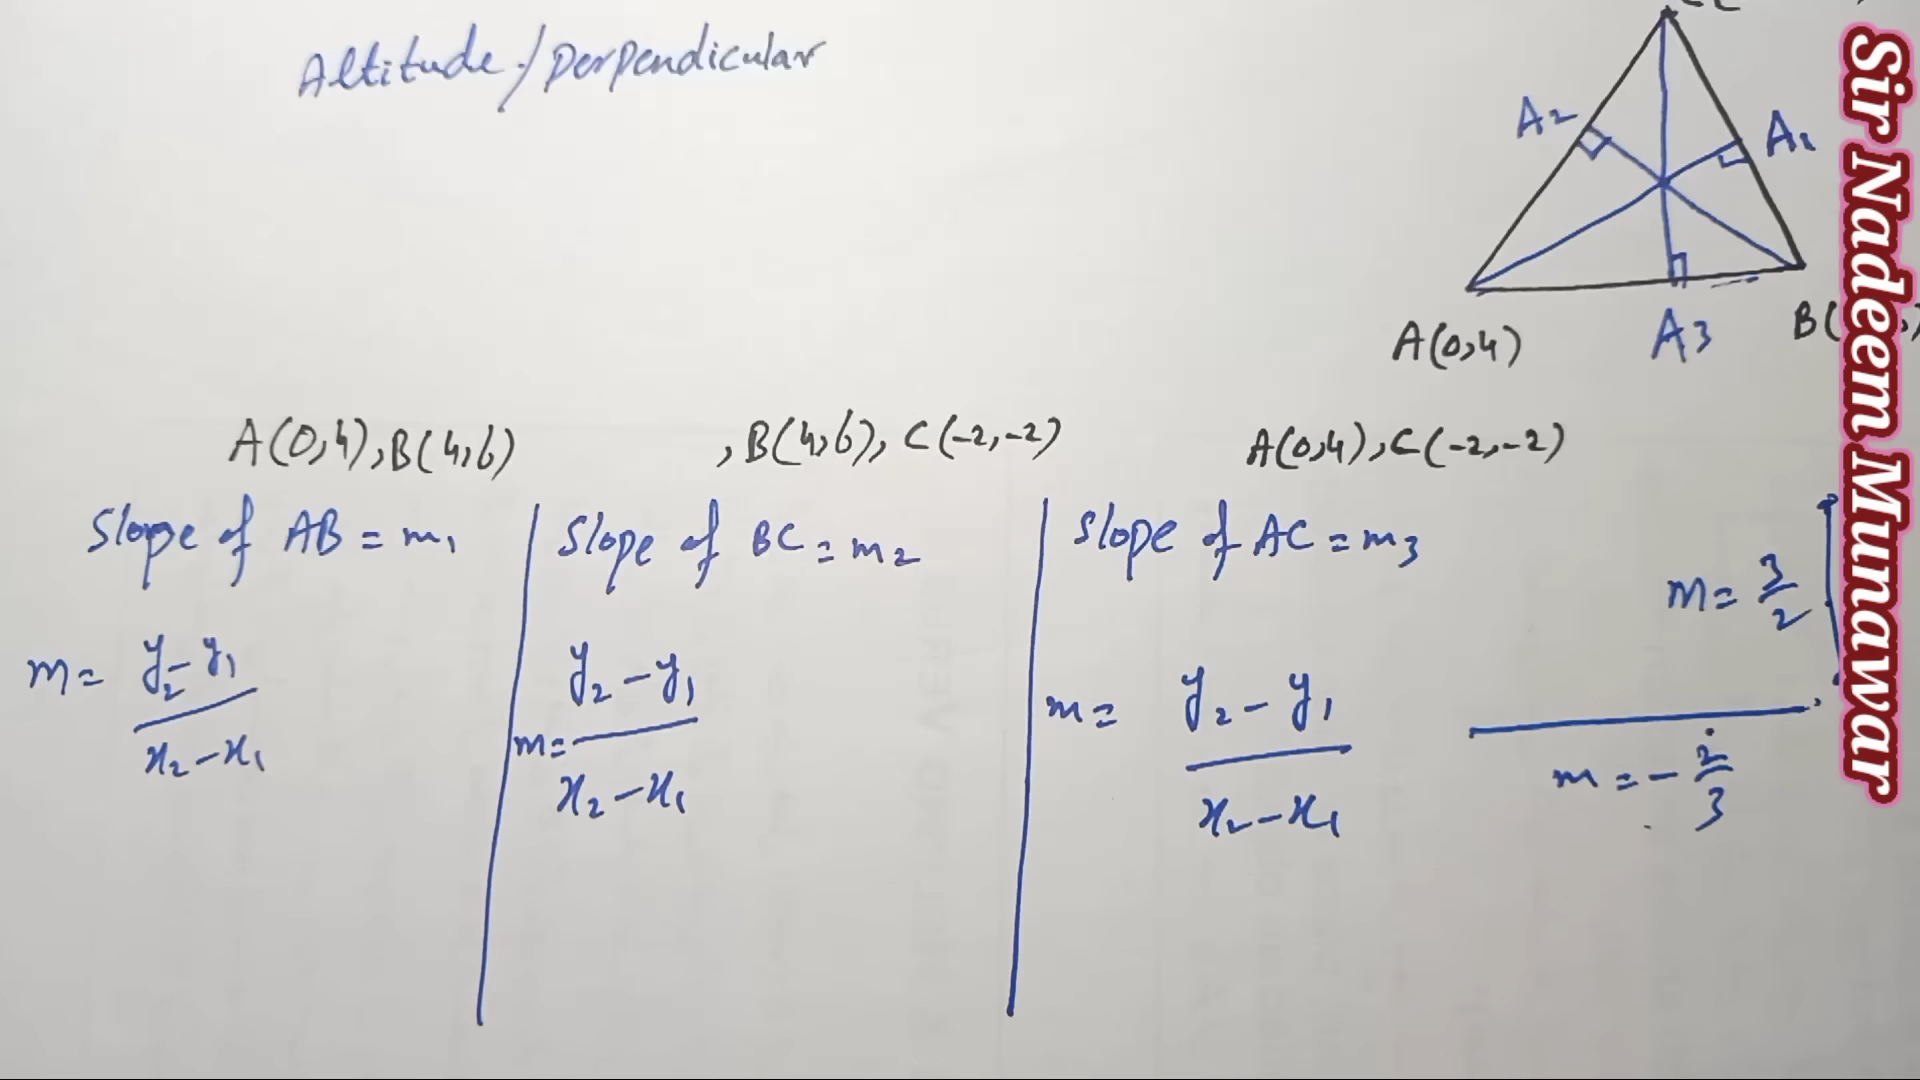 Altitude/perpendicular
A2
A1
A(0,4)
A3
B(
A(0,4),B(4,6)
,B(4,6), C(-2,-2)
A(0,4),C(-2,-2)
Slope of AB = m1
Slope of BC = m2
Slope of AC = m3
m = y2-y1
x2-x1
m = y2-y1
x2-x1
m = y2-y1
x2-x1
m = 3/2
m = -2/3
Sir Nadeem Munawar